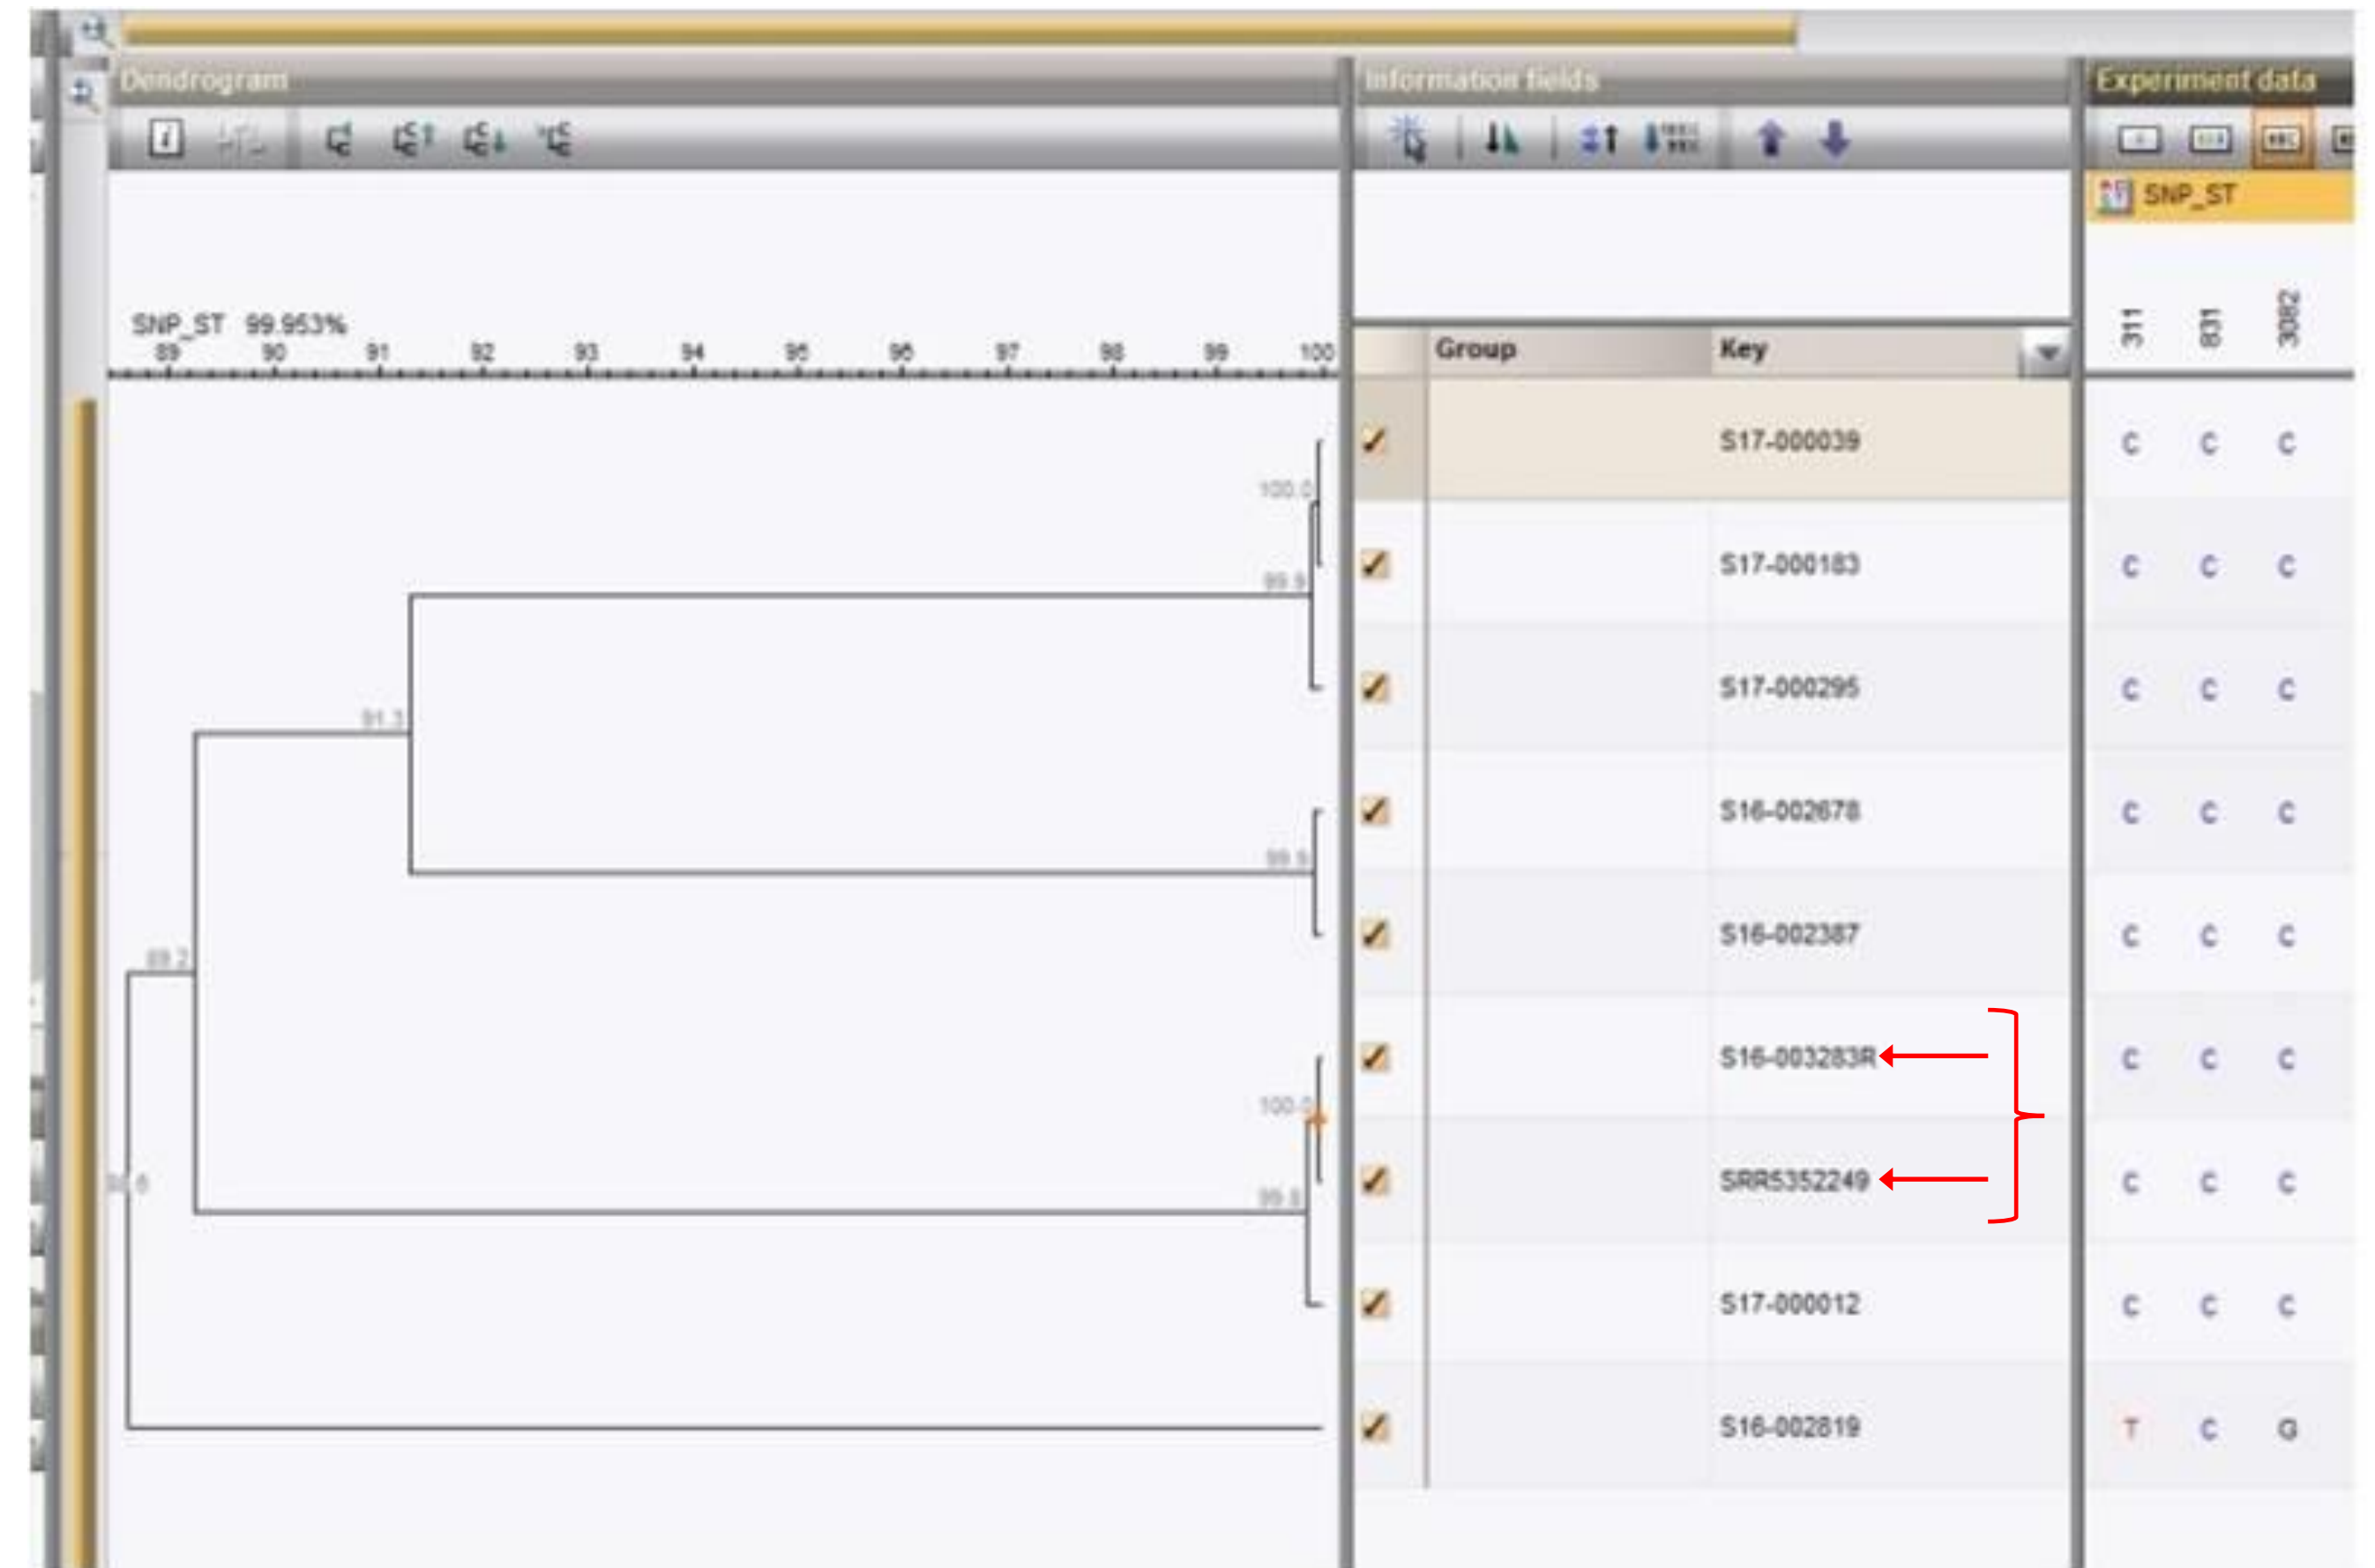 Dendrogram Information fields Experiment data
SNP_ST
SNP_ST 99.953%
89 90 91 92 93 94 95 96 97 98 99 100
Group Key 311 831 3082
S17-000039 C C C
100.0
S17-000183 C C C
99.9
S17-000295 C C C
91.3
S16-002678 C C C
99.9
S16-002387 C C C
89.2
S16-003283R C C C
100.0
SRR5352249 C C C
99.8
S17-000012 C C C
S16-002819 T C G